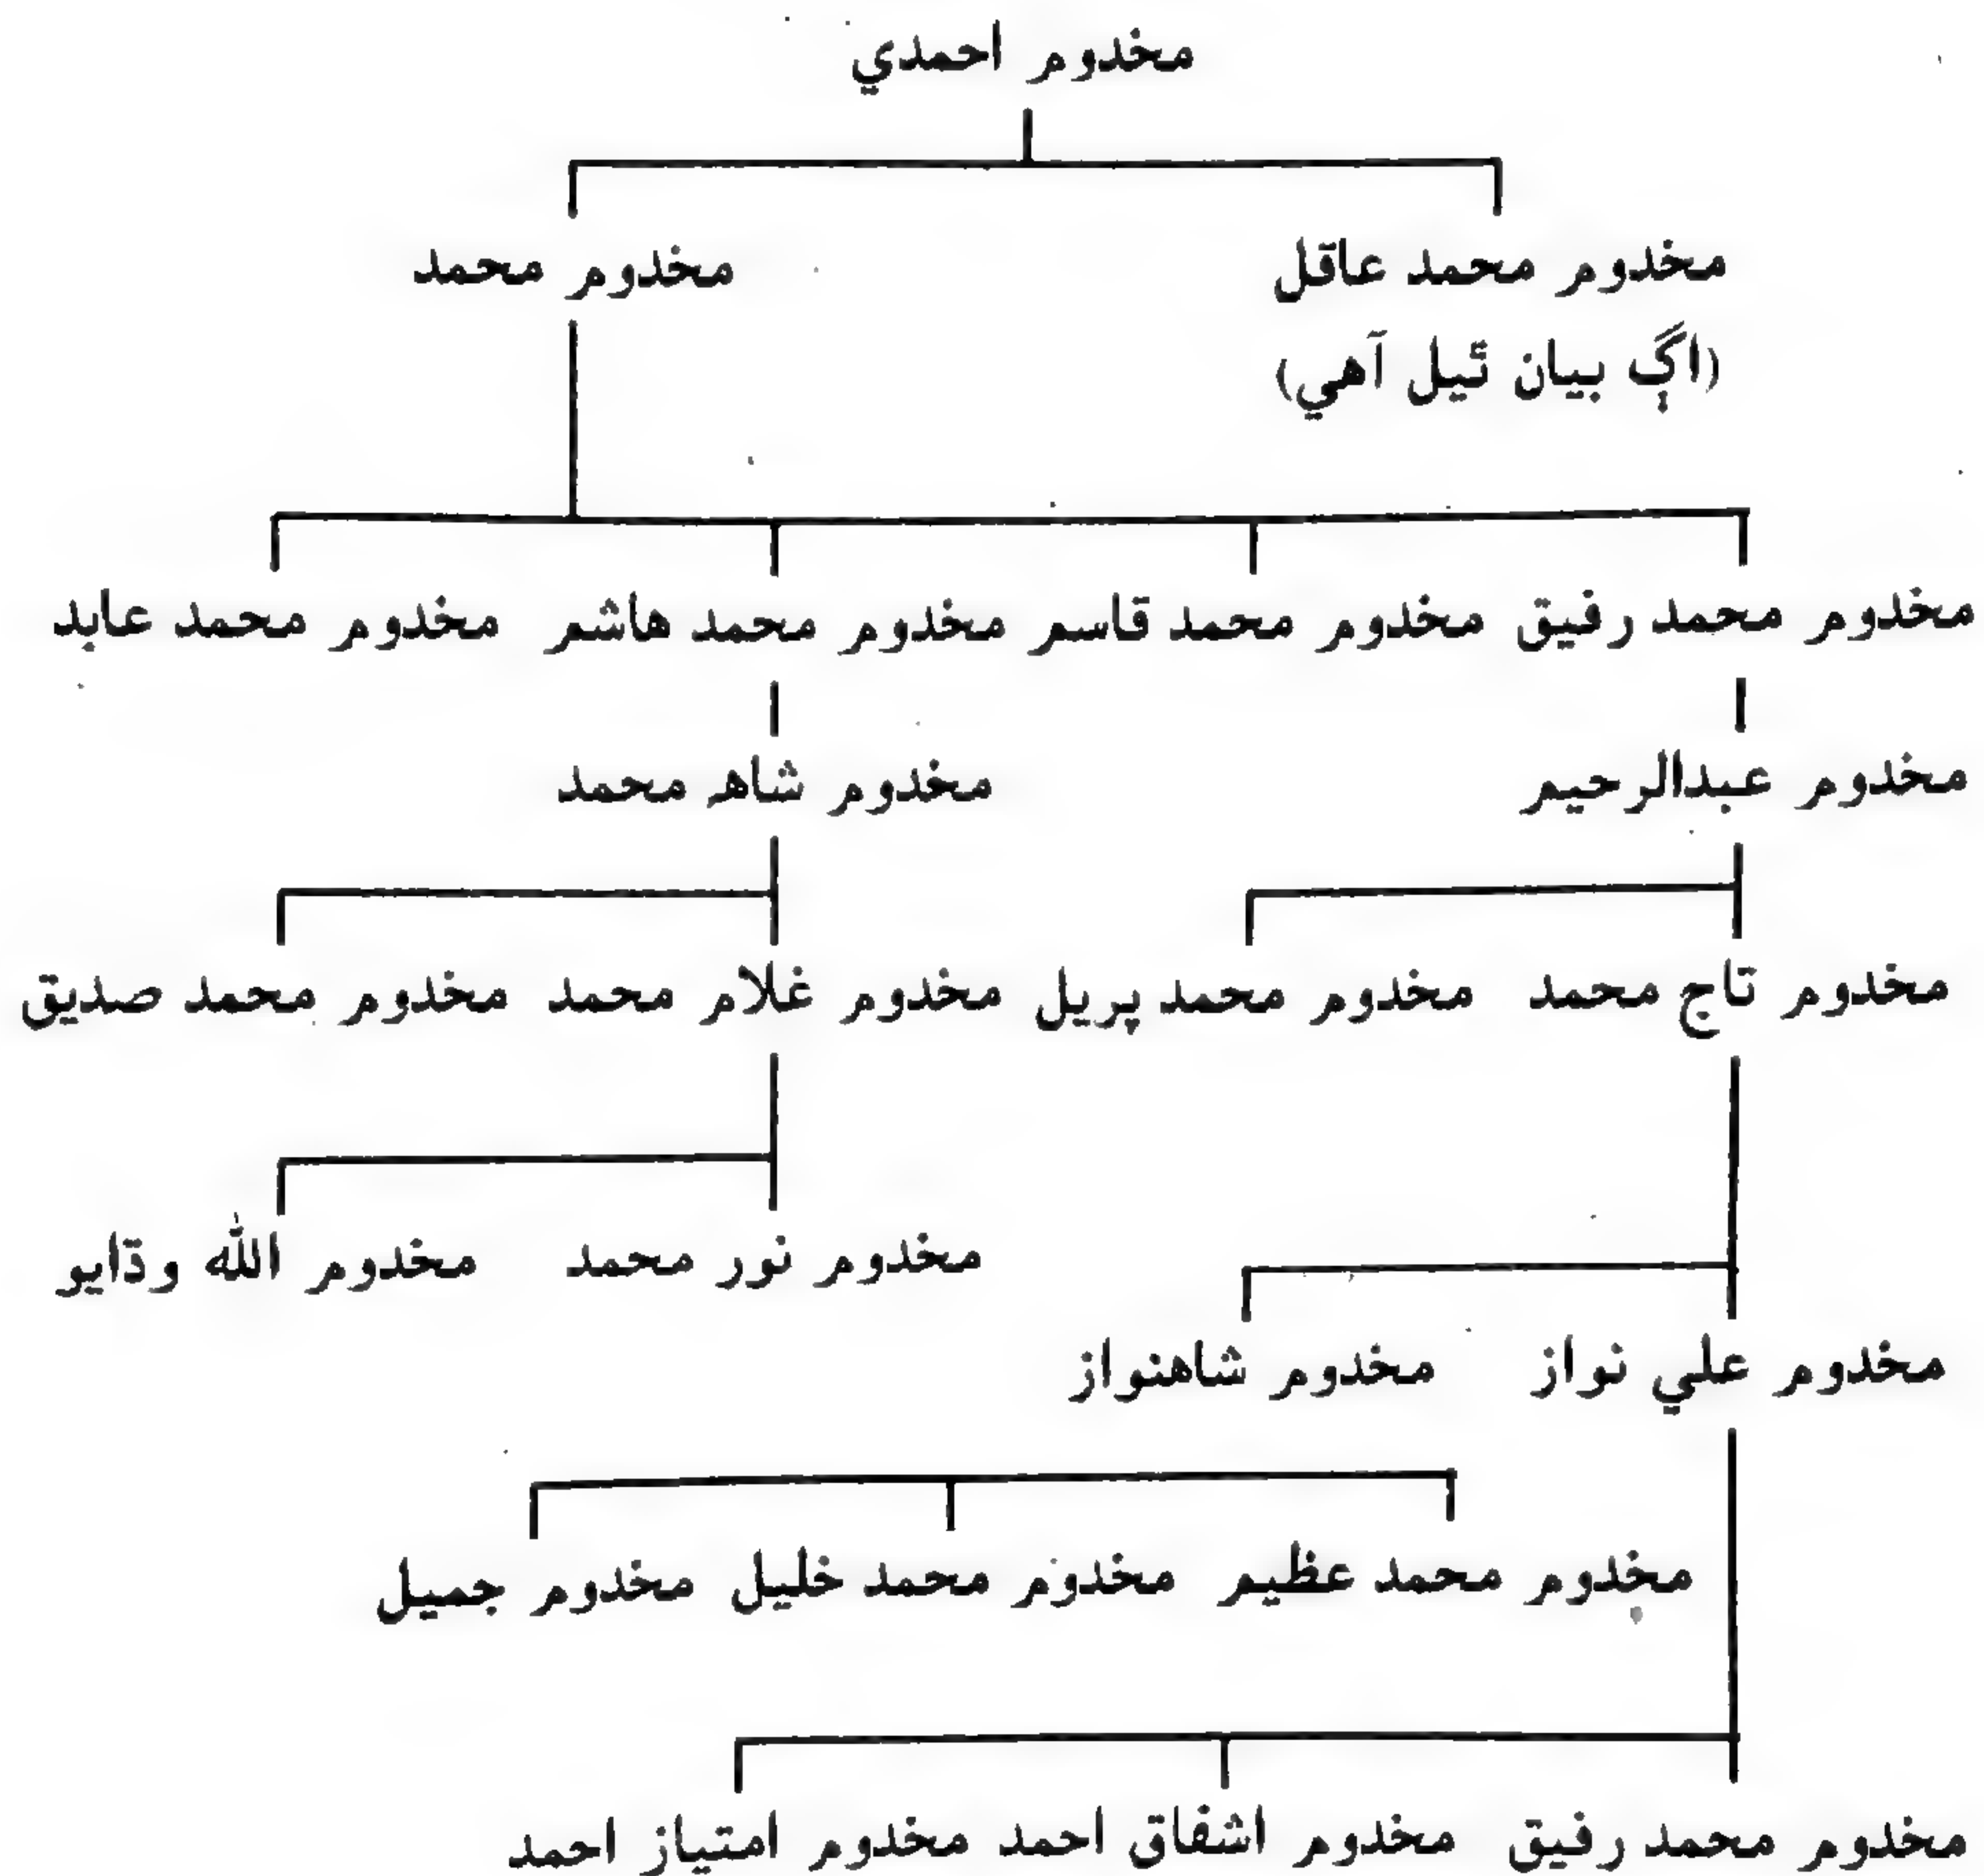 مخدوم احمدي
مخدوم محمد عاقل مخدوم محمد
(اڳ بيان ٿيل آهي)
مخدوم محمد رفيق مخدوم محمد قاسم مخدوم محمد هاشم مخدوم محمد عابد
مخدوم عبدالرحيم مخدوم شاهه محمد
مخدوم تاج محمد مخدوم محمد پريل مخدوم غلام محمد مخدوم محمد صديق
مخدوم نور محمد مخدوم الله وڌايو
مخدوم علي نواز مخدوم شاهنواز
مخدوم محمد عظيم مخدوم محمد خليل مخدوم جميل
مخدوم محمد رفيق مخدوم اشفاق احمد مخدوم امتياز احمد